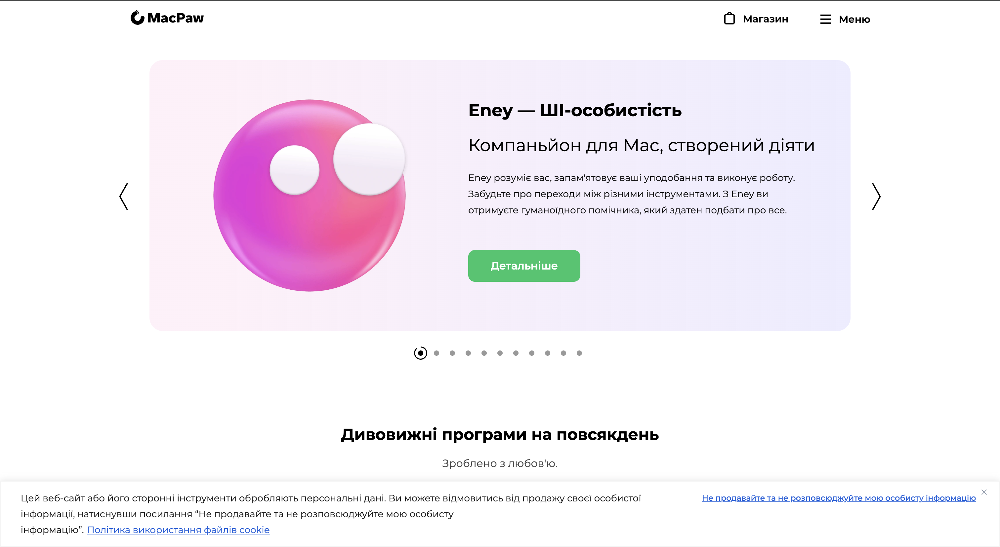 MacPaw
Магазин
Меню
Eney — ШІ-особистість
Компаньйон для Mac, створений діяти
Eney розуміє вас, запам'ятовує ваші уподобання та виконує роботу.
Забудьте про переходи між різними інструментами. З Eney ви
отримуєте гуманоїдного помічника, який здатен подбати про все.
Детальніше
Дивовижні програми на повсякдень
Зроблено з любов'ю.
Цей веб-сайт або його сторонні інструменти обробляють персональні дані. Ви можете відмовитись від продажу своєї особистої
інформації, натиснувши посилання “Не продавайте та не розповсюджуйте мою особисту
інформацію”. Політика використання файлів cookie
Не продавайте та не розповсюджуйте мою особисту інформацію